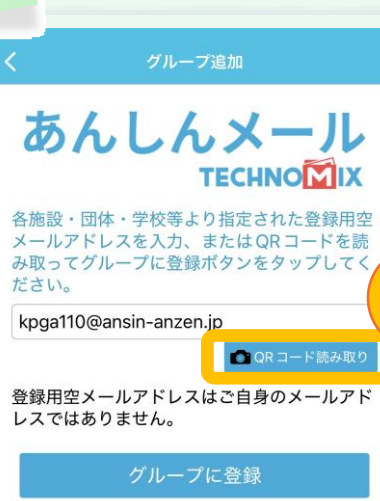 グループ追加
あんしんメール
TECHNOMIX
各施設・団体・学校等より指定された登録用空
メールアドレスを入力、またはQRコードを読
み取ってグループに登録ボタンをタップしてく
ださい。
kpga110@ansin-anzen.jp
QRコード読み取り
登録用空メールアドレスはご自身のメールアド
レスではありません。
グループに登録